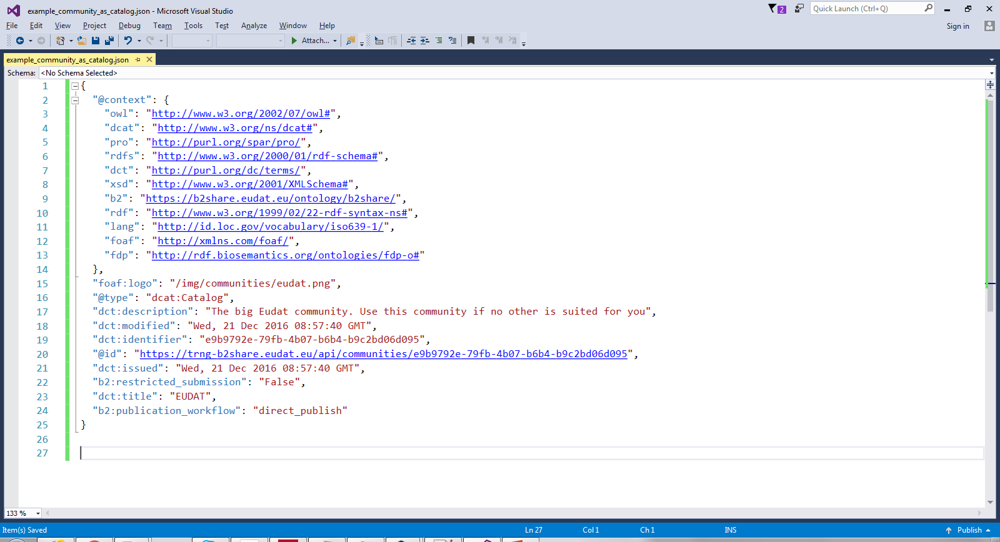 example_community_as_catalog.json - Microsoft Visual Studio
2
Quick Launch (Ctrl+Q)
File Edit View Project Debug Team Tools Test Analyze Window Help
Sign in
Attach...
example_community_as_catalog.json
Schema: <No Schema Selected>
1 {
2 "@context": {
3 "owl": "http://www.w3.org/2002/07/owl#",
4 "dcat": "http://www.w3.org/ns/dcat#",
5 "pro": "http://purl.org/spar/pro/",
6 "rdfs": "http://www.w3.org/2000/01/rdf-schema#",
7 "dct": "http://purl.org/dc/terms/",
8 "xsd": "http://www.w3.org/2001/XMLSchema#",
9 "b2": "https://b2share.eudat.eu/ontology/b2share/",
10 "rdf": "http://www.w3.org/1999/02/22-rdf-syntax-ns#",
11 "lang": "http://id.loc.gov/vocabulary/iso639-1/",
12 "foaf": "http://xmlns.com/foaf/",
13 "fdp": "http://rdf.biosemantics.org/ontologies/fdp-o#"
14 },
15 "foaf:logo": "/img/communities/eudat.png",
16 "@type": "dcat:Catalog",
17 "dct:description": "The big Eudat community. Use this community if no other is suited for you",
18 "dct:modified": "Wed, 21 Dec 2016 08:57:40 GMT",
19 "dct:identifier": "e9b9792e-79fb-4b07-b6b4-b9c2bd06d095",
20 "@id": "https://trng-b2share.eudat.eu/api/communities/e9b9792e-79fb-4b07-b6b4-b9c2bd06d095",
21 "dct:issued": "Wed, 21 Dec 2016 08:57:40 GMT",
22 "b2:restricted_submission": "False",
23 "dct:title": "EUDAT",
24 "b2:publication_workflow": "direct_publish"
25 }
26
27
133 %
Item(s) Saved Ln 27 Col 1 Ch 1 INS Publish